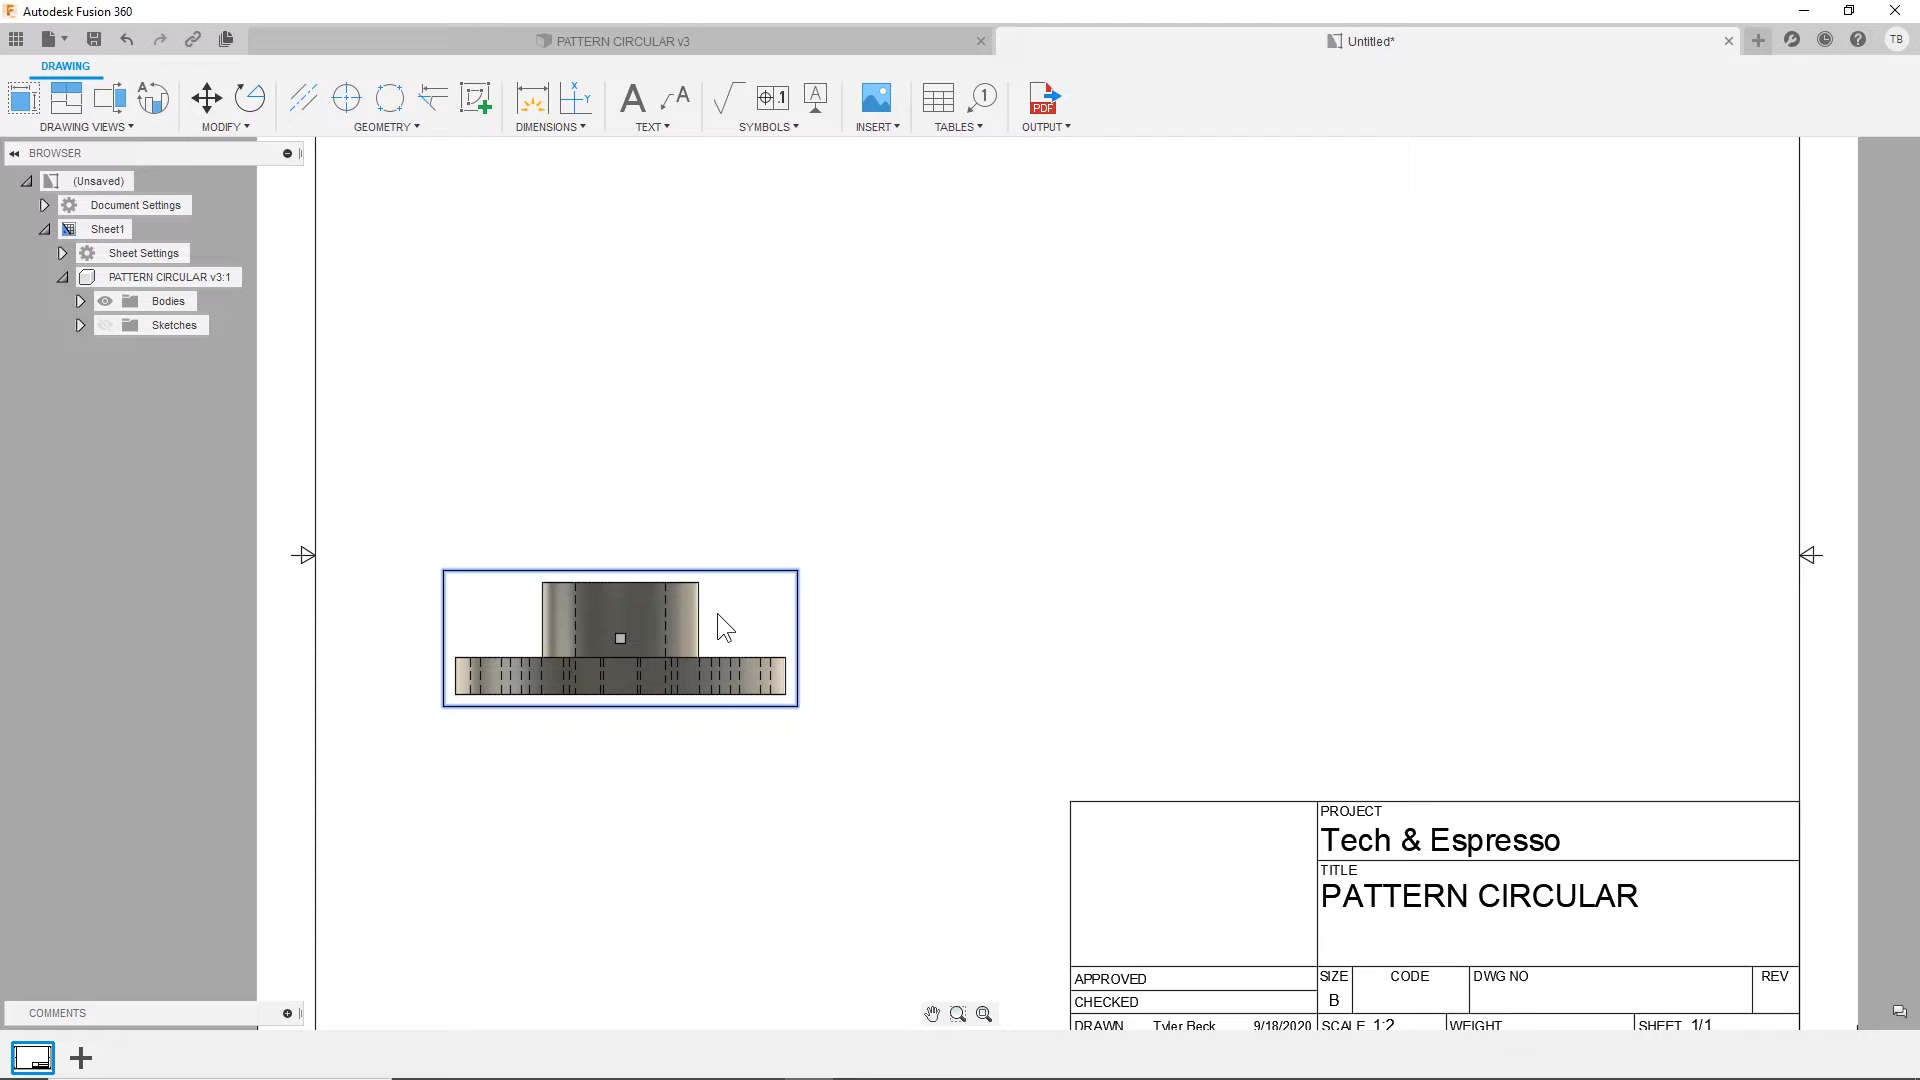 Autodesk Fusion 360
PATTERN CIRCULAR v3
Untitled*
TB
DRAWING
DRAWING VIEWS
MODIFY
GEOMETRY
DIMENSIONS
TEXT
SYMBOLS
INSERT
TABLES
OUTPUT
BROWSER
(Unsaved)
Document Settings
Sheet1
Sheet Settings
PATTERN CIRCULAR v3:1
Bodies
Sketches
PROJECT
Tech & Espresso
TITLE
PATTERN CIRCULAR
APPROVED
SIZE
CODE
DWG NO
REV
CHECKED
B
DRAWN Tyler Beck 9/18/2020
SCALE 1:2
WEIGHT
SHEET 1/1
COMMENTS